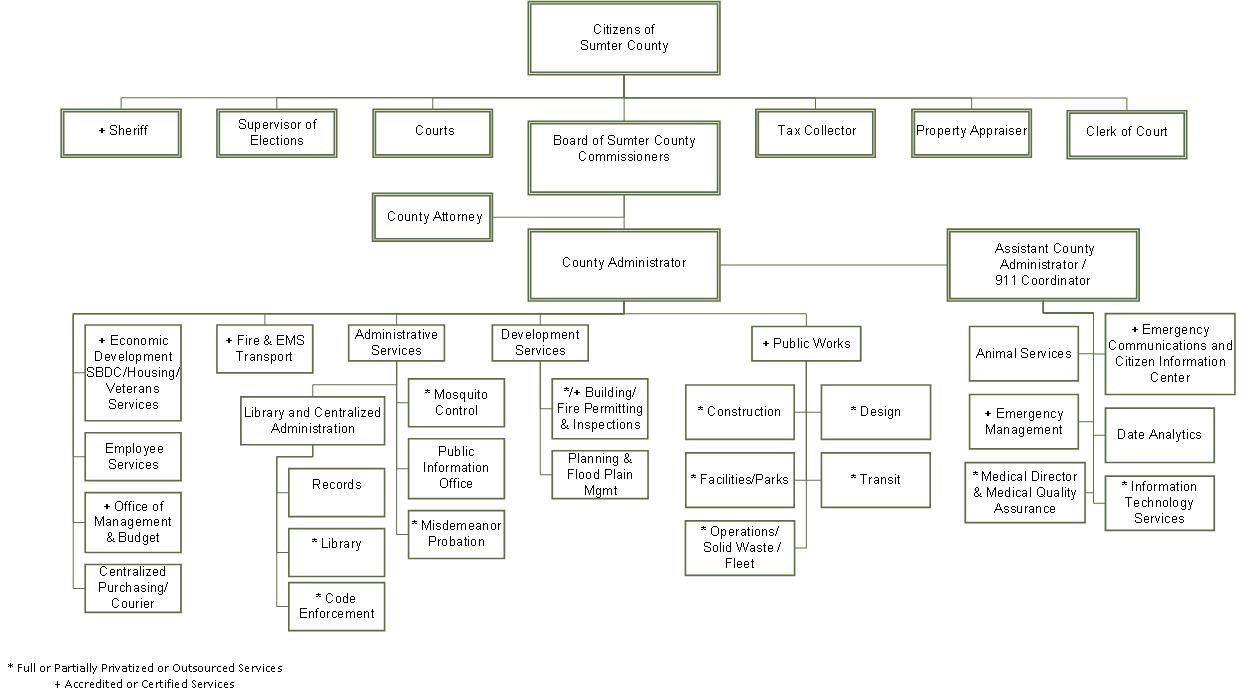 Citizens of
Sumter County
+ Sheriff
Supervisor of
Elections
Courts
Board of Sumter County
Commissioners
Tax Collector
Property Appraiser
Clerk of Court
County Attorney
County Administrator
Assistant County
Administrator /
911 Coordinator
+ Economic
Development
SBDC/Housing/
Veterans
Services
+ Fire & EMS
Transport
Administrative
Services
Development
Services
+ Public Works
Animal Services
+ Emergency
Communications and
Citizen Information
Center
Employee
Services
+ Office of
Management
& Budget
Centralized
Purchasing/
Courier
Library and Centralized
Administration
Records
* Library
* Code
Enforcement
* Mosquito
Control
Public
Information
Office
* Misdemeanor
Probation
*/+ Building/
Fire Permitting
& Inspections
Planning &
Flood Plain
Mgmt
* Construction
* Design
* Facilities/Parks
* Transit
* Operations/
Solid Waste /
Fleet
+ Emergency
Management
Date Analytics
* Medical Director
& Medical Quality
Assurance
* Information
Technology
Services
* Full or Partially Privatized or Outsourced Services
+ Accredited or Certified Services